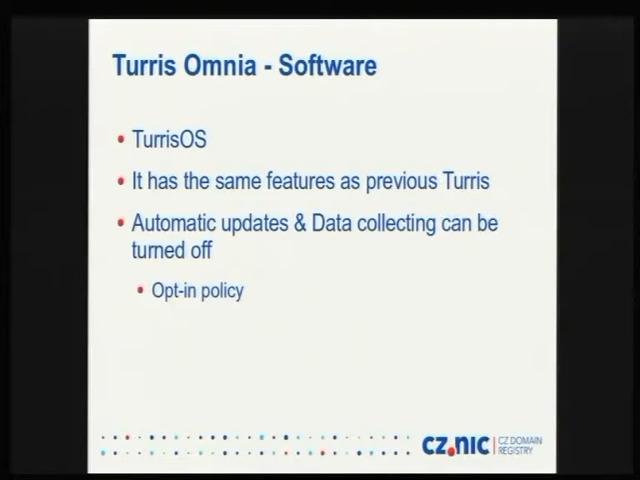 Turris Omnia - Software
TurrisOS
It has the same features as previous Turris
Automatic updates & Data collecting can be
turned off
Opt-in policy
CZ.NIC | CZ DOMAIN
REGISTRY